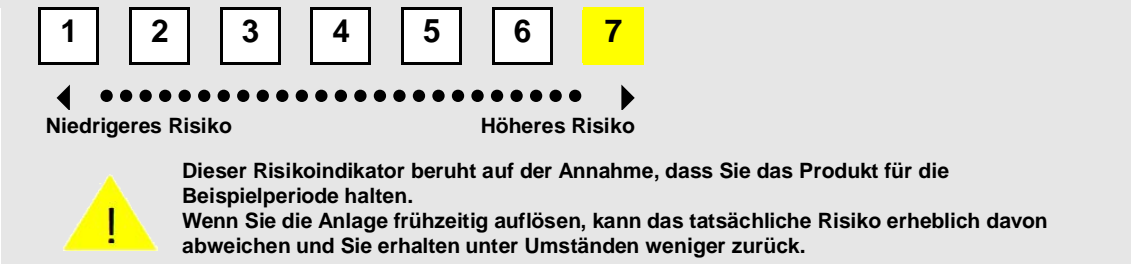 1 2 3 4 5 6 7
Niedrigeres Risiko Höheres Risiko
Dieser Risikoindikator beruht auf der Annahme, dass Sie das Produkt für die
Beispielperiode halten.
!
Wenn Sie die Anlage frühzeitig auflösen, kann das tatsächliche Risiko erheblich davon
abweichen und Sie erhalten unter Umständen weniger zurück.